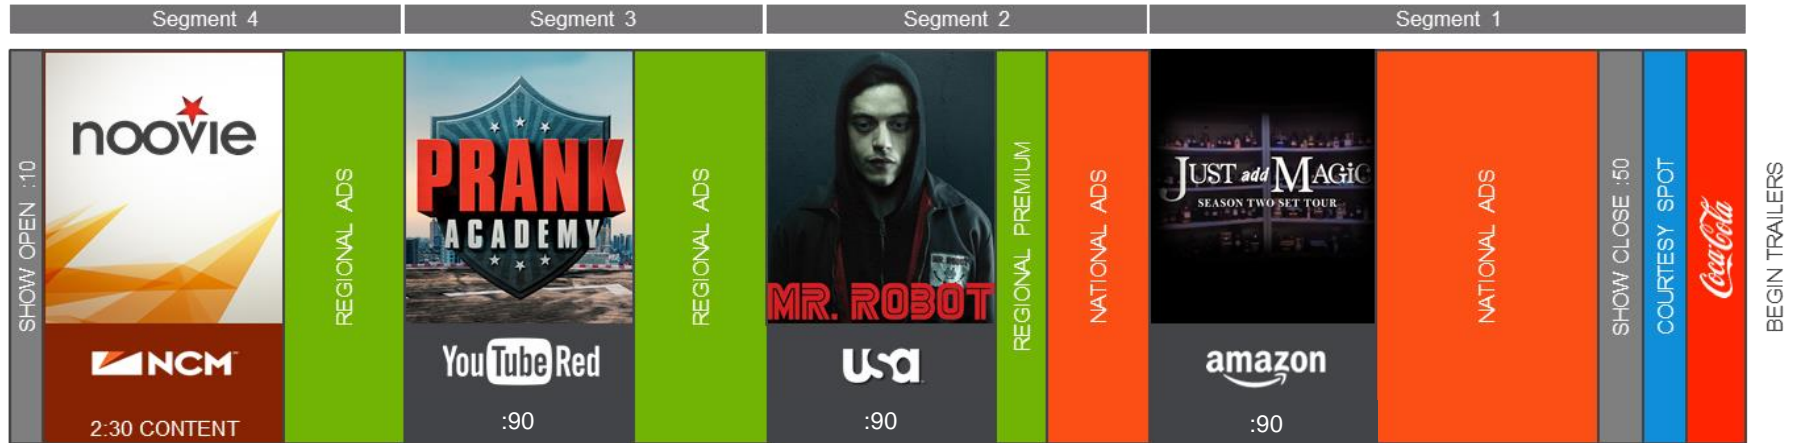 Segment 4
Segment 3
Segment 2
Segment 1
SHOW OPEN :10
noovie
NCM
2:30 CONTENT
REGIONAL ADS
PRANK
ACADEMY
YouTube Red
:90
REGIONAL ADS
MR. ROBOT
usa
:90
REGIONAL PREMIUM
NATIONAL ADS
JUST add MAGiC
SEASON TWO SET TOUR
amazon
:90
NATIONAL ADS
SHOW CLOSE :50
COURTESY SPOT
Coca-Cola
BEGIN TRAILERS